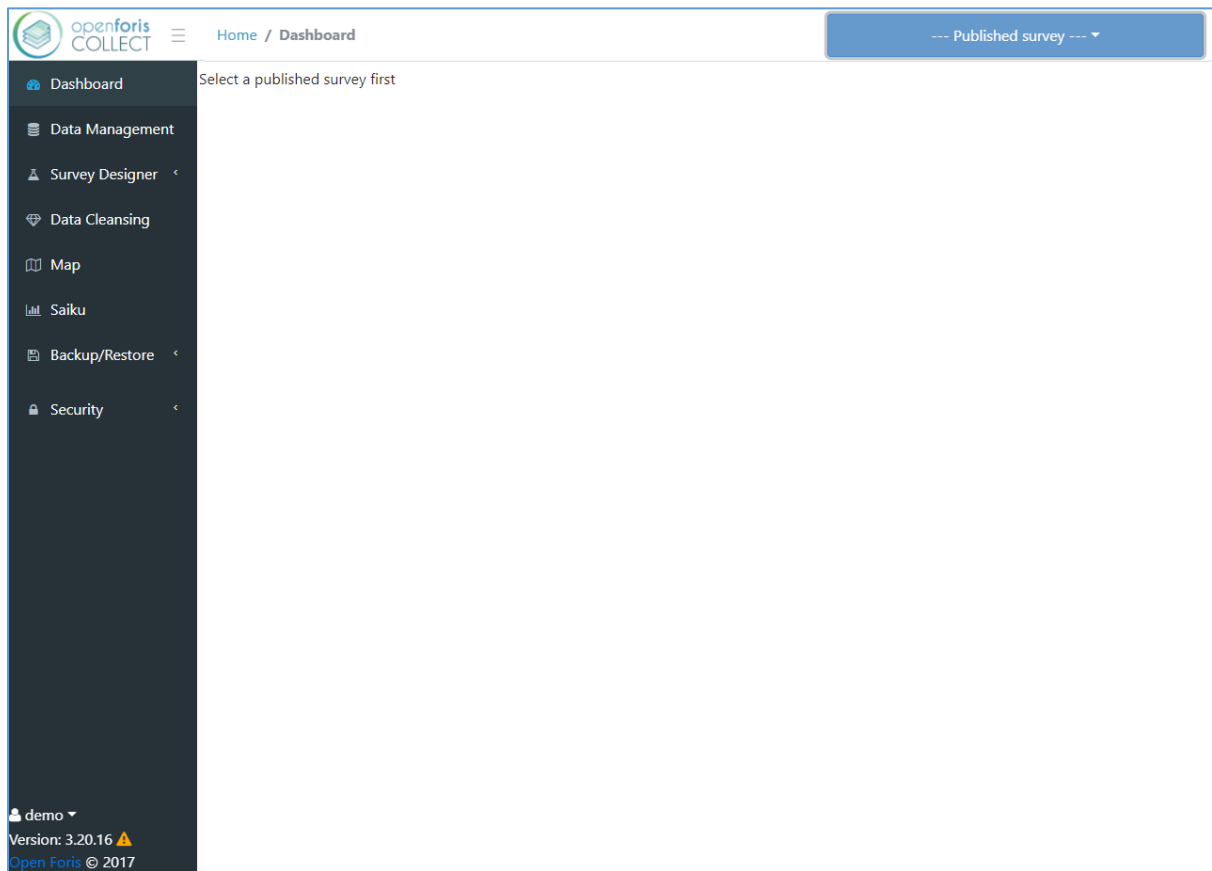 openforis
COLLECT
Home / Dashboard
--- Published survey ---
Dashboard
Select a published survey first
Data Management
Survey Designer
Data Cleansing
Map
Saiku
Backup/Restore
Security
demo
Version: 3.20.16
Open Foris © 2017